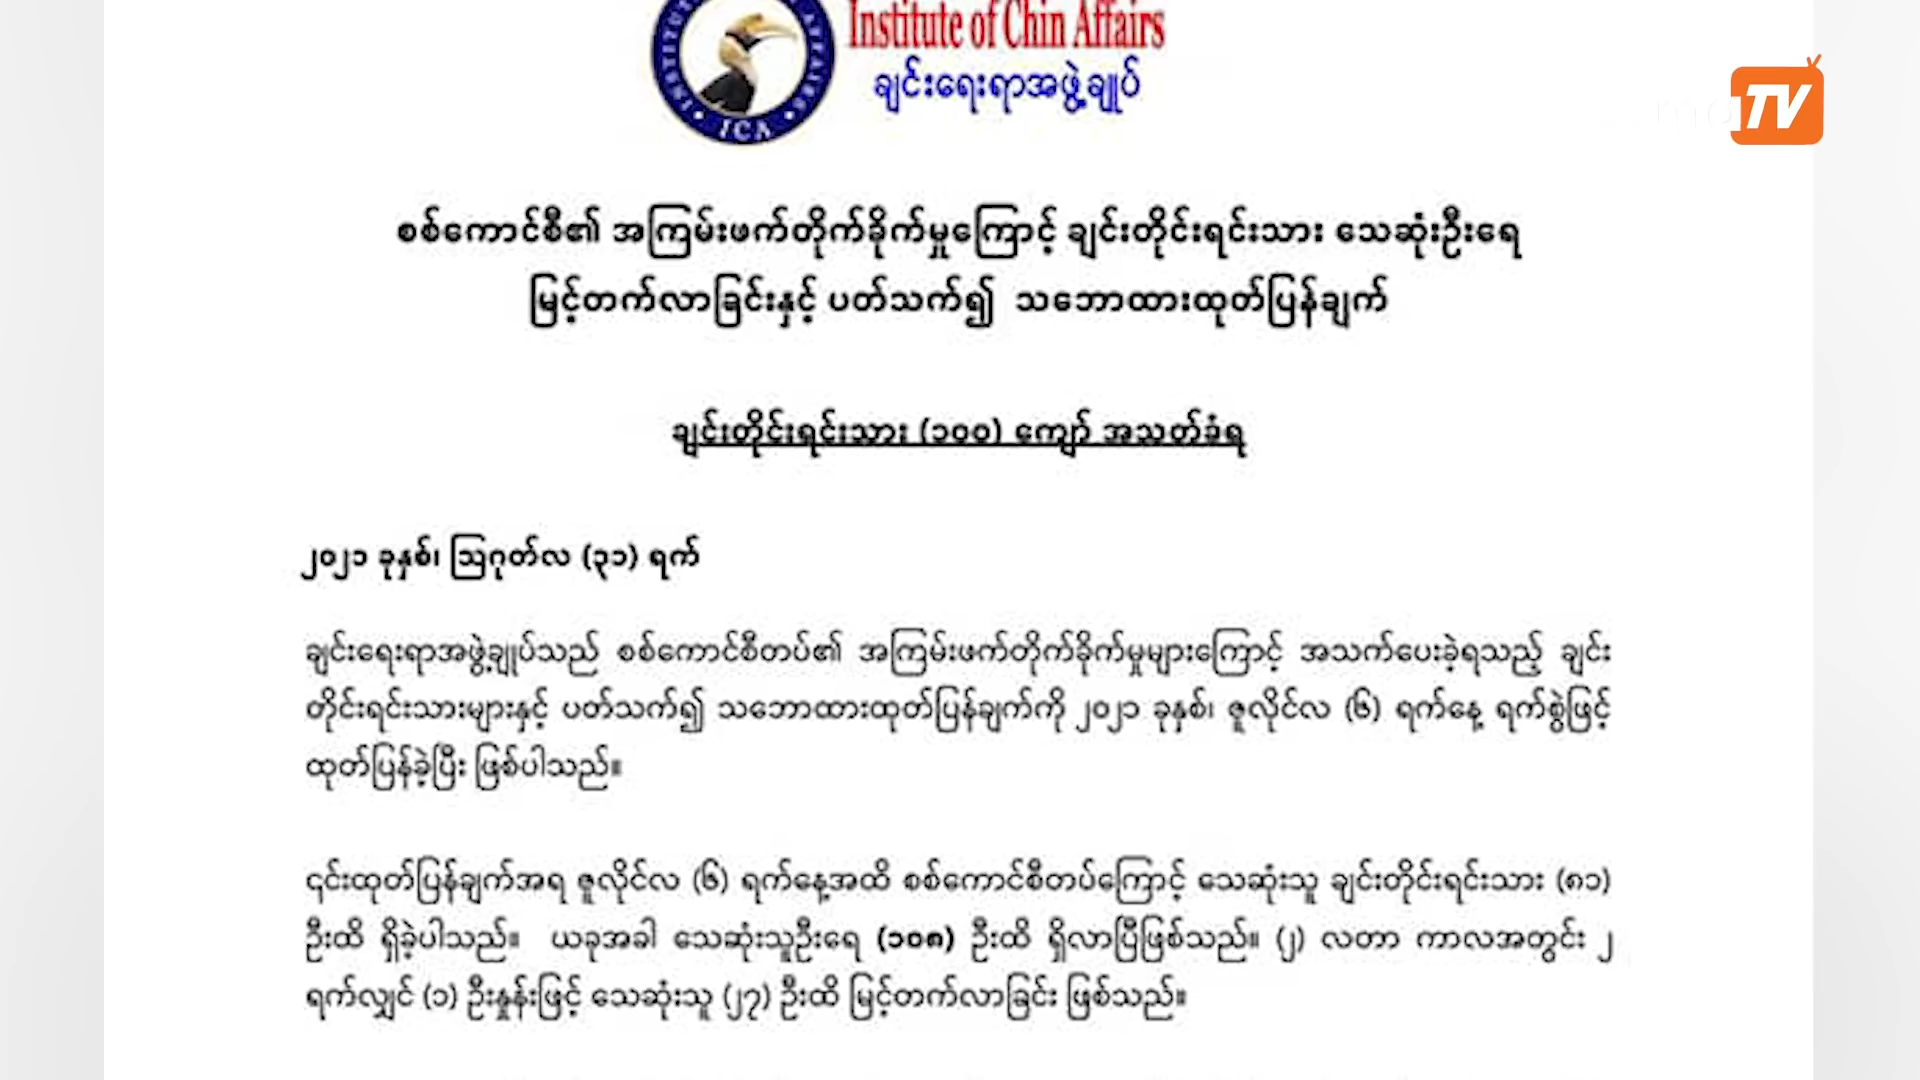 Institute of Chin Affairs
ချင်းရေးရာအဖွဲ့ချုပ်
ICA
TV
စစ်ကောင်စီ၏ အကြမ်းဖက်တိုက်ခိုက်မှုကြောင့် ချင်းတိုင်းရင်းသား သေဆုံးဦးရေ
မြင့်တက်လာခြင်းနှင့် ပတ်သက်၍ သဘောထားထုတ်ပြန်ချက်
ချင်းတိုင်းရင်းသား (၁၀၀) ကျော် အသတ်ခံရ
၂၀၂၁ ခုနှစ်၊ ဩဂုတ်လ (၃၁) ရက်
ချင်းရေးရာအဖွဲ့ချုပ်သည် စစ်ကောင်စီတပ်၏ အကြမ်းဖက်တိုက်ခိုက်မှုများကြောင့် အသက်ပေးခဲ့ရသည့် ချင်း
တိုင်းရင်းသားများနှင့် ပတ်သက်၍ သဘောထားထုတ်ပြန်ချက်ကို ၂၀၂၁ ခုနှစ်၊ ဇူလိုင်လ (၆) ရက်နေ့ ရက်စွဲဖြင့်
ထုတ်ပြန်ခဲ့ပြီး ဖြစ်ပါသည်။
၎င်းထုတ်ပြန်ချက်အရ ဇူလိုင်လ (၆) ရက်နေ့အထိ စစ်ကောင်စီတပ်ကြောင့် သေဆုံးသူ ချင်းတိုင်းရင်းသား (၈၁)
ဦးထိ ရှိခဲ့ပါသည်။ ယခုအခါ သေဆုံးသူဦးရေ (၁၀၈) ဦးထိ ရှိလာပြီဖြစ်သည်။ (၂) လတာ ကာလအတွင်း ၂
ရက်လျှင် (၁) ဦးနှုန်းဖြင့် သေဆုံးသူ (၂၇) ဦးထိ မြင့်တက်လာခြင်း ဖြစ်သည်။